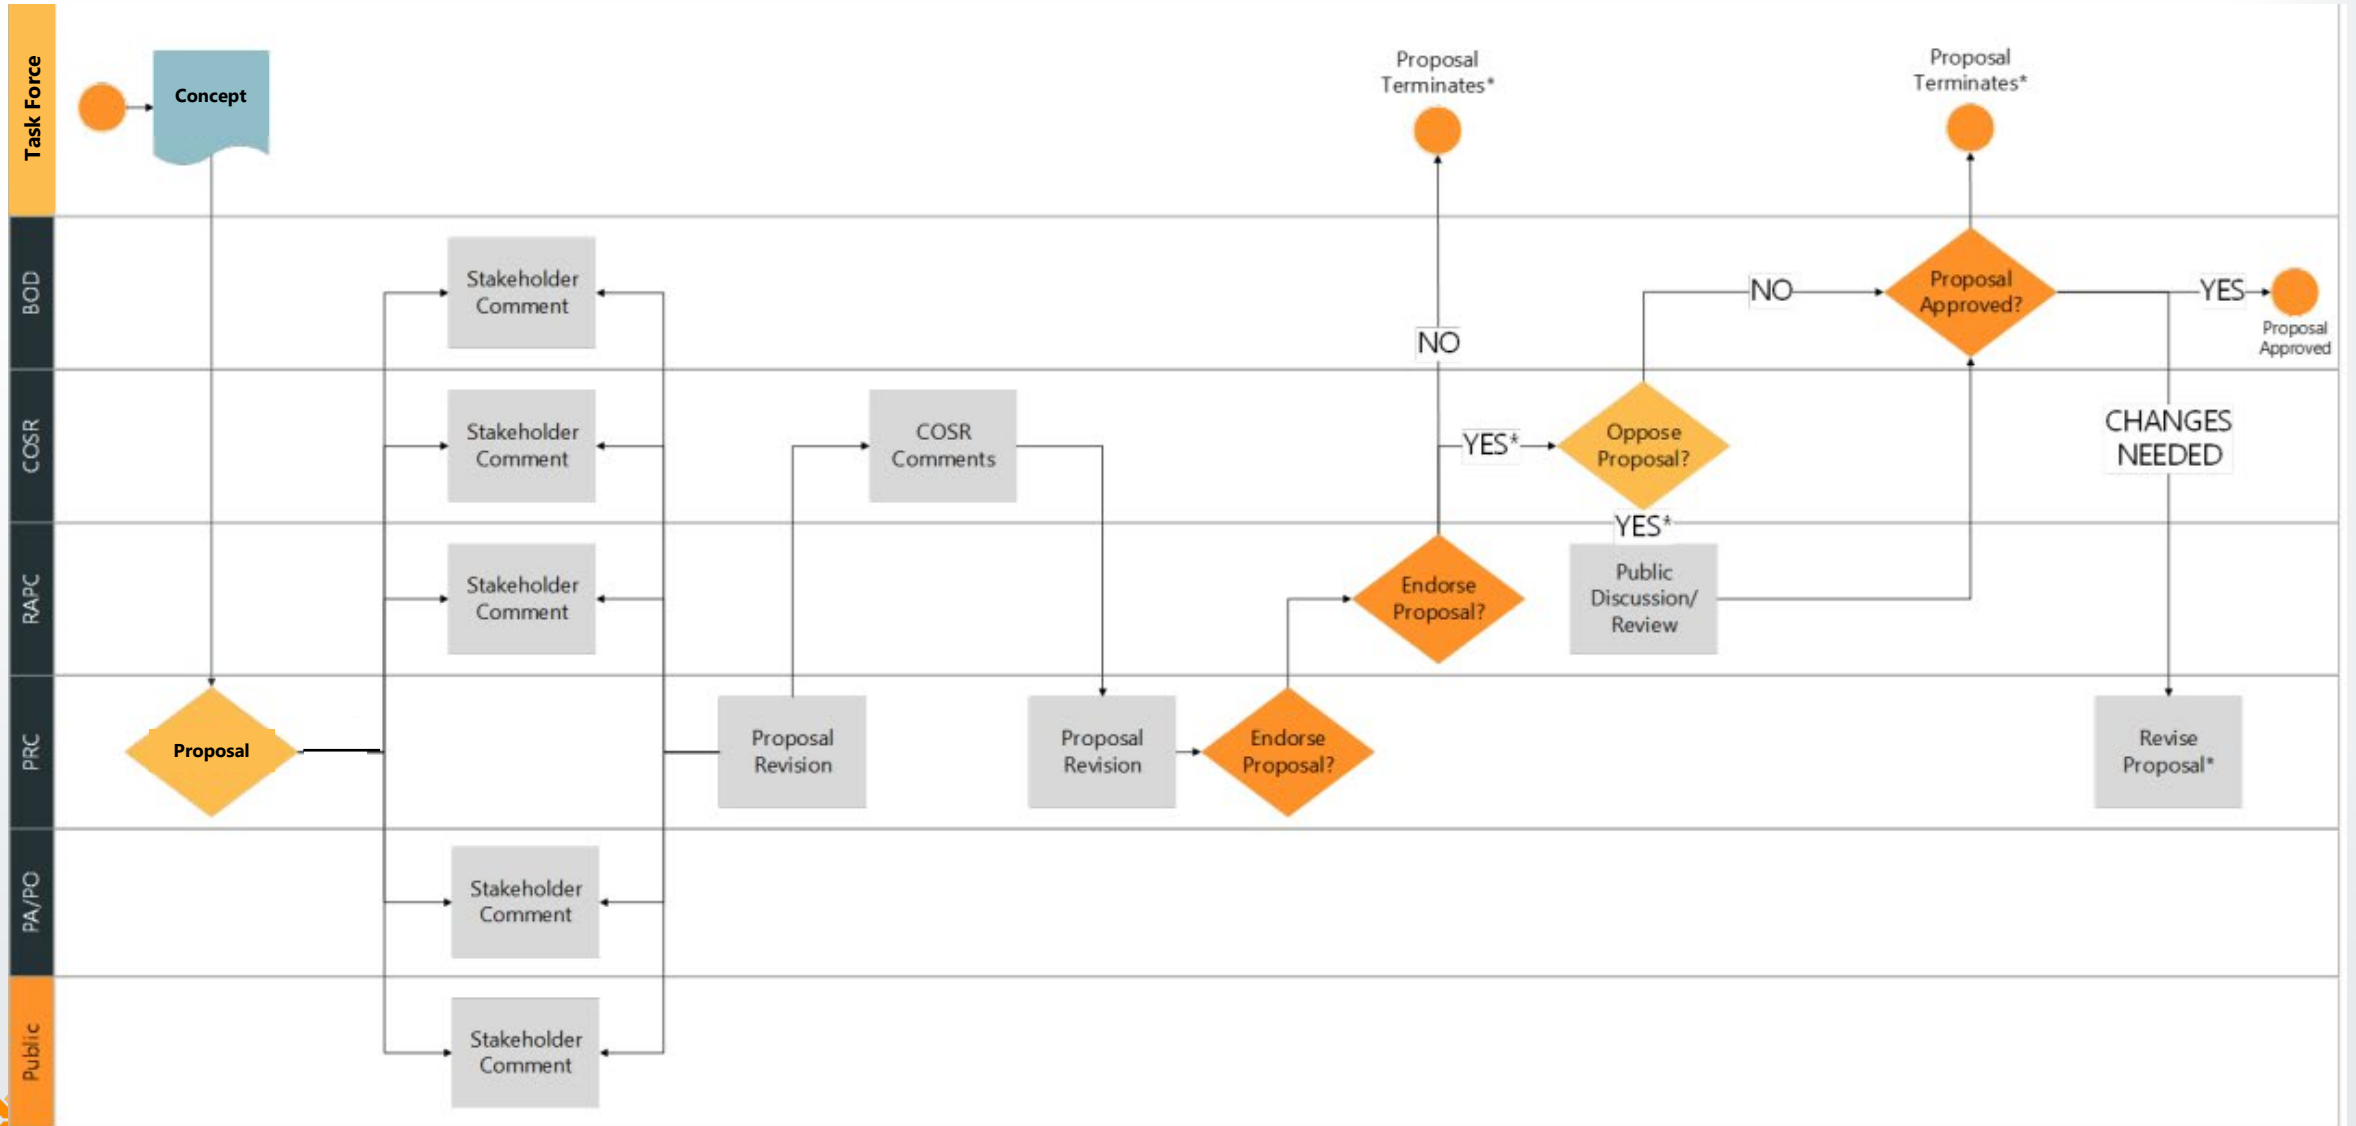 Task Force
Concept
Proposal
Terminates*
Proposal
Terminates*
BOD
Stakeholder
Comment
NO
NO
Proposal
Approved?
YES
Proposal
Approved
COSR
Stakeholder
Comment
COSR
Comments
YES*
Oppose
Proposal?
CHANGES
NEEDED
YES*
RAPC
Stakeholder
Comment
Endorse
Proposal?
Public
Discussion/
Review
PRC
Proposal
Proposal
Revision
Proposal
Revision
Endorse
Proposal?
Revise
Proposal*
PA/PO
Stakeholder
Comment
Public
Stakeholder
Comment